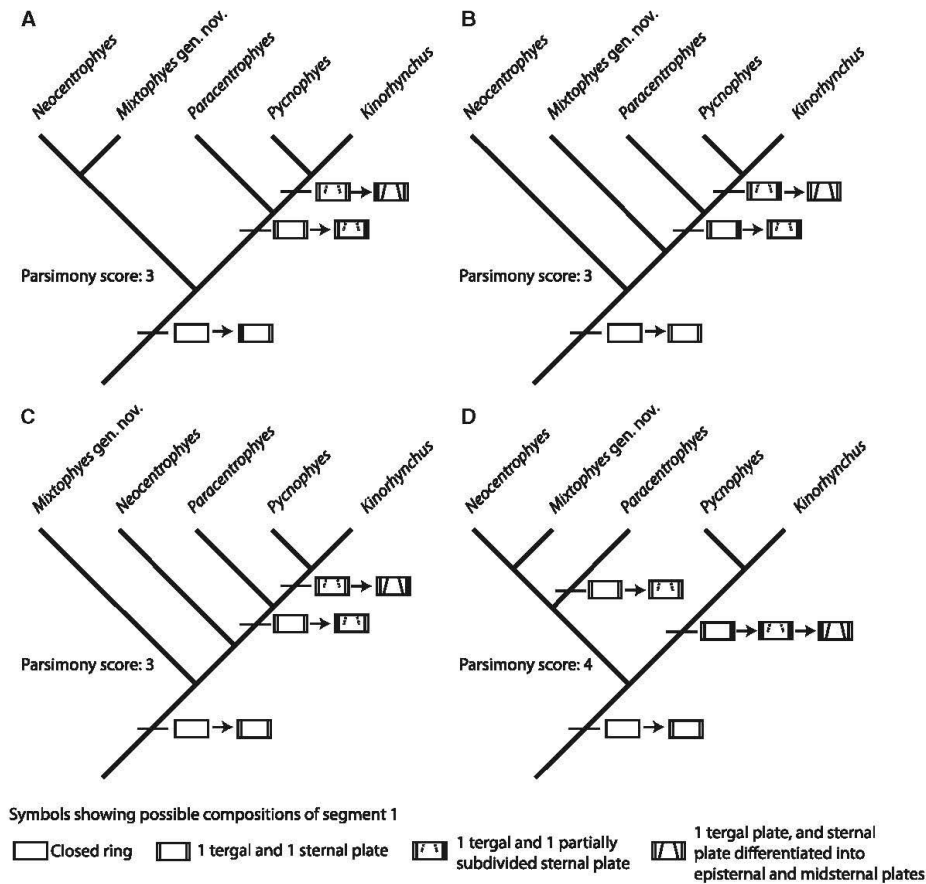 A
Neocentrophyes
Mixtophyes gen. nov.
Paracentrophyes
Pycnophyes
Kinorhynchus
Parsimony score: 3
B
Neocentrophyes
Mixtophyes gen. nov.
Paracentrophyes
Pycnophyes
Kinorhynchus
Parsimony score: 3
C
Mixtophyes gen. nov.
Neocentrophyes
Paracentrophyes
Pycnophyes
Kinorhynchus
Parsimony score: 3
D
Neocentrophyes
Mixtophyes gen. nov.
Paracentrophyes
Pycnophyes
Kinorhynchus
Parsimony score: 4
Symbols showing possible compositions of segment 1
Closed ring
1 tergal and 1 sternal plate
1 tergal and 1 partially
subdivided sternal plate
1 tergal plate, and sternal
plate differentiated into
episternal and midsternal plates